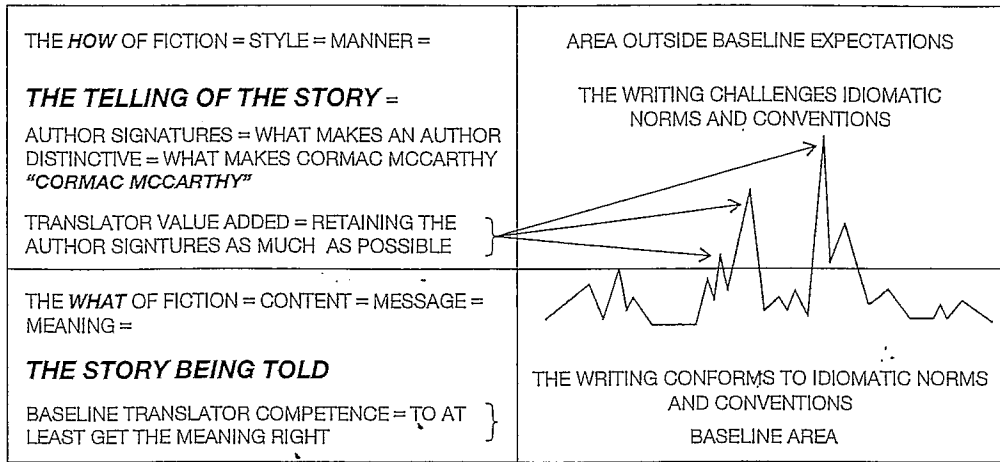 THE HOW OF FICTION = STYLE = MANNER =
THE TELLING OF THE STORY =
AUTHOR SIGNATURES = WHAT MAKES AN AUTHOR
DISTINCTIVE = WHAT MAKES CORMAC MCCARTHY
"CORMAC MCCARTHY"
TRANSLATOR VALUE ADDED = RETAINING THE
AUTHOR SIGNTURES AS MUCH AS POSSIBLE
AREA OUTSIDE BASELINE EXPECTATIONS
THE WRITING CHALLENGES IDIOMATIC
NORMS AND CONVENTIONS
THE WHAT OF FICTION = CONTENT = MESSAGE =
MEANING =
THE STORY BEING TOLD
BASELINE TRANSLATOR COMPETENCE = TO AT
LEAST GET THE MEANING RIGHT
THE WRITING CONFORMS TO IDIOMATIC NORMS
AND CONVENTIONS
BASELINE AREA